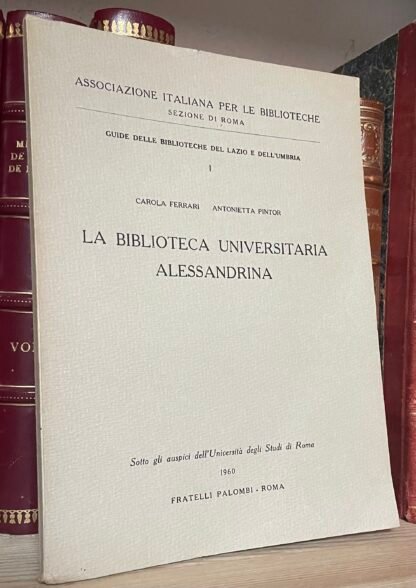 ASSOCIAZIONE ITALIANA PER LE BIBLIOTECHE
SEZIONE DI ROMA
GUIDE DELLE BIBLIOTECHE DEL LAZIO E DELL'UMBRIA
I
CAROLA FERRARI ANTONIETTA PINTOR
LA BIBLIOTECA UNIVERSITARIA
ALESSANDRINA
Sotto gli auspici dell'Università degli Studi di Roma
1960
FRATELLI PALOMBI - ROMA